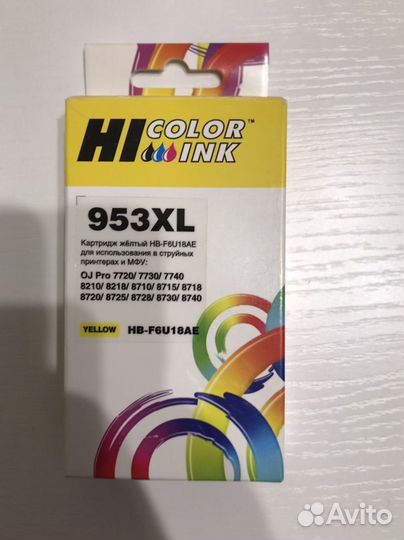 HI COLOR INK™
953XL
Картридж жёлтый HB-F6U18AE
для использования в струйных
принтерах и МФУ:
OJ Pro 7720/ 7730/ 7740
8210/ 8218/ 8710/ 8715/ 8718
8720/ 8725/ 8728/ 8730/ 8740
YELLOW HB-F6U18AE
Avito